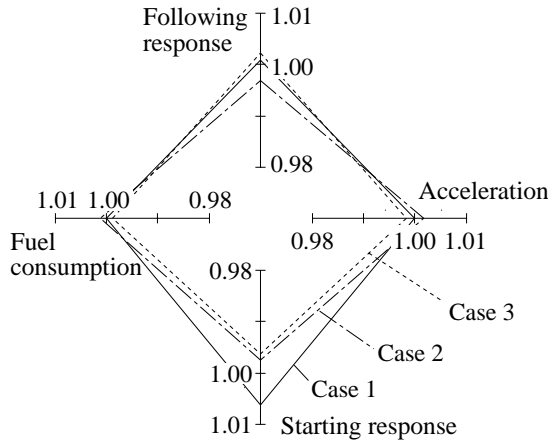 Following
response
1.01
1.00
0.98
1.01 1.00 0.98
Acceleration
0.98 1.00 1.01
Fuel
consumption
0.98
1.00
1.01
Case 3
Case 2
Case 1
Starting response